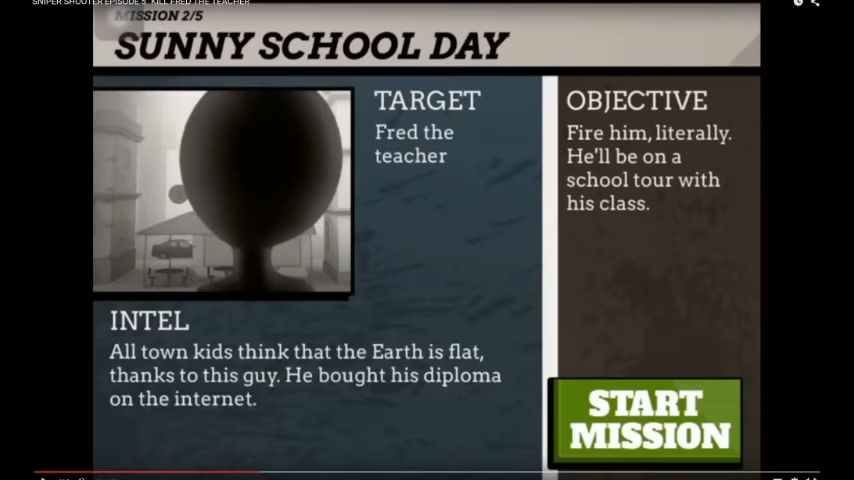 SNIPER SHOOTER EPISODE 5 KILL FRED THE TEACHER
MISSION 2/5
SUNNY SCHOOL DAY
TARGET
Fred the
teacher
OBJECTIVE
Fire him, literally.
He'll be on a
school tour with
his class.
INTEL
All town kids think that the Earth is flat,
thanks to this guy. He bought his diploma
on the internet.
START
MISSION